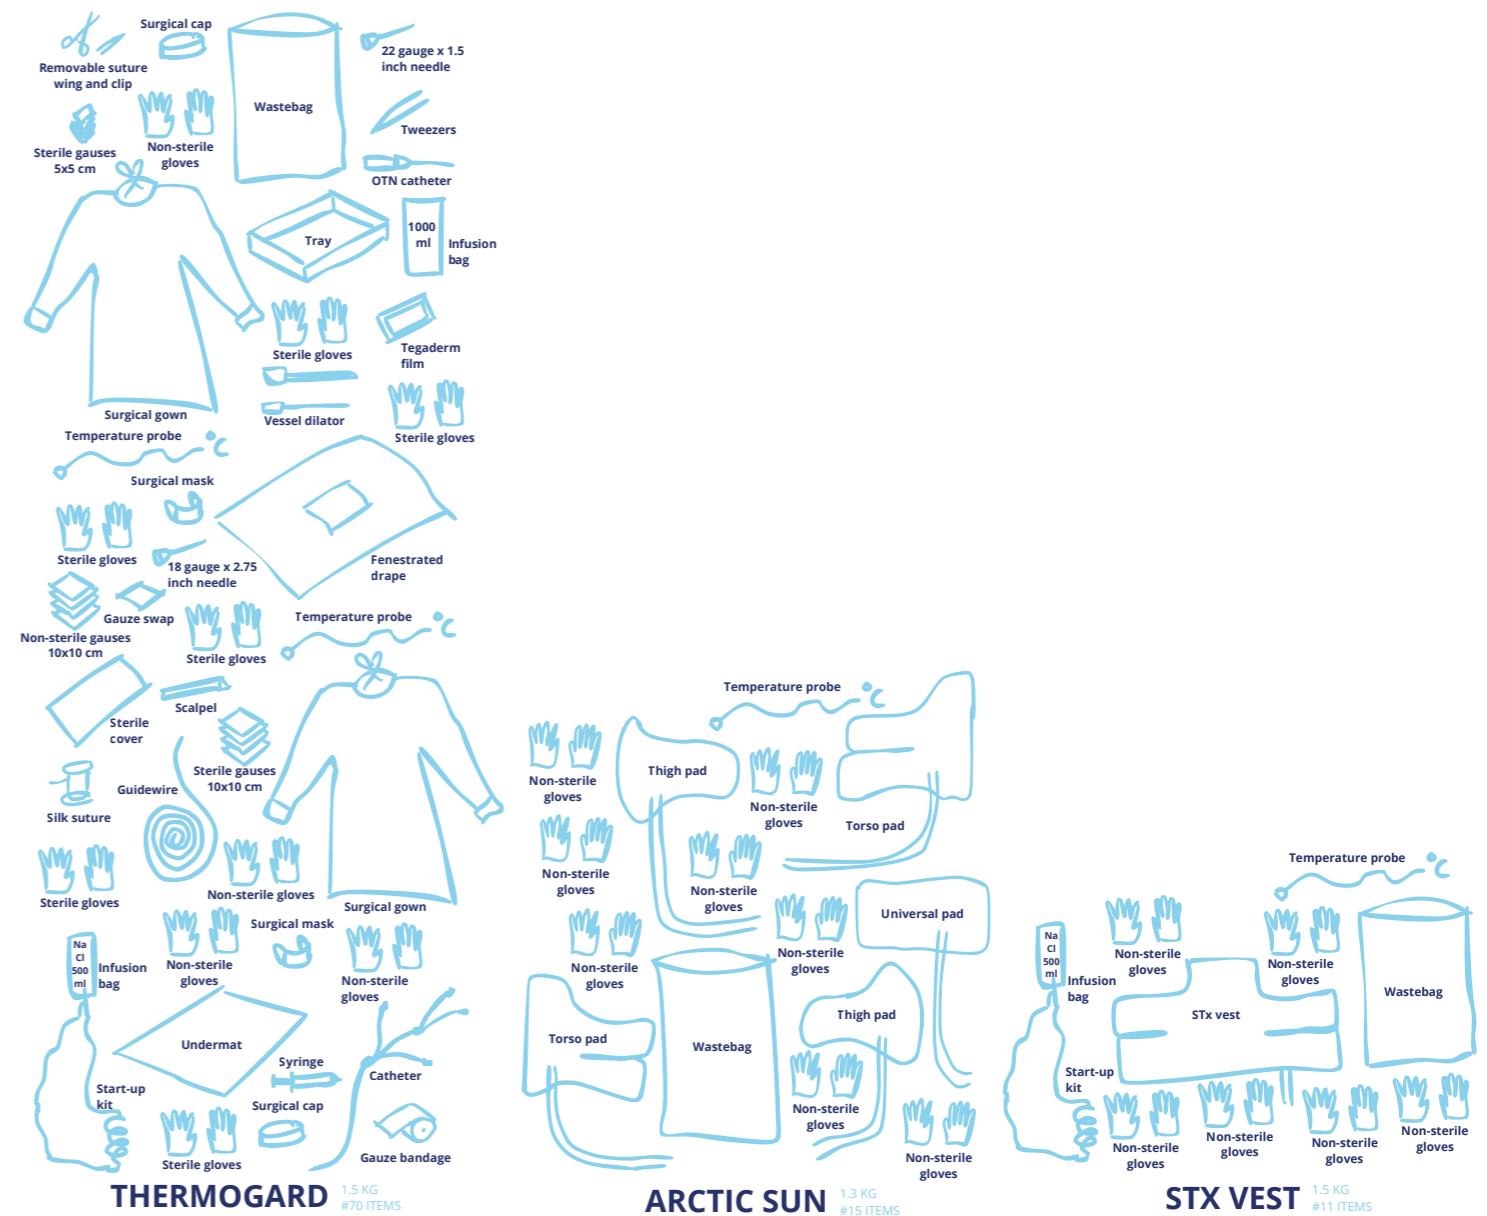 Surgical cap
Removable suture
wing and clip
22 gauge x 1.5
inch needle
Wastebag
Tweezers
Sterile gauses
5x5 cm
Non-sterile
gloves
OTN catheter
Tray
1000
ml
Infusion
bag
Sterile gloves
Tegaderm
film
Surgical gown
Vessel dilator
Sterile gloves
Temperature probe
°C
Surgical mask
Sterile gloves
18 gauge x 2.75
inch needle
Fenestrated
drape
Gauze swap
Non-sterile gauses
10x10 cm
Sterile gloves
Temperature probe
°C
Sterile
cover
Scalpel
Sterile gauses
10x10 cm
Silk suture
Guidewire
Sterile gloves
Non-sterile gloves
Surgical gown
Surgical mask
Na
Cl
500
ml
Infusion
bag
Non-sterile
gloves
Non-sterile
gloves
Undermat
Start-up
kit
Syringe
Catheter
Surgical cap
Sterile gloves
Gauze bandage
THERMOGARD
1.5 KG
#70 ITEMS
Temperature probe
°C
Non-sterile
gloves
Thigh pad
Non-sterile
gloves
Torso pad
Non-sterile
gloves
Non-sterile
gloves
Universal pad
Non-sterile
gloves
Non-sterile
gloves
Torso pad
Wastebag
Thigh pad
Non-sterile
gloves
Non-sterile
gloves
ARCTIC SUN
1.3 KG
#15 ITEMS
Temperature probe
°C
Na
Cl
500
ml
Infusion
bag
Non-sterile
gloves
Non-sterile
gloves
Wastebag
STx vest
Start-up
kit
Non-sterile
gloves
Non-sterile
gloves
Non-sterile
gloves
Non-sterile
gloves
STX VEST
1.5 KG
#11 ITEMS